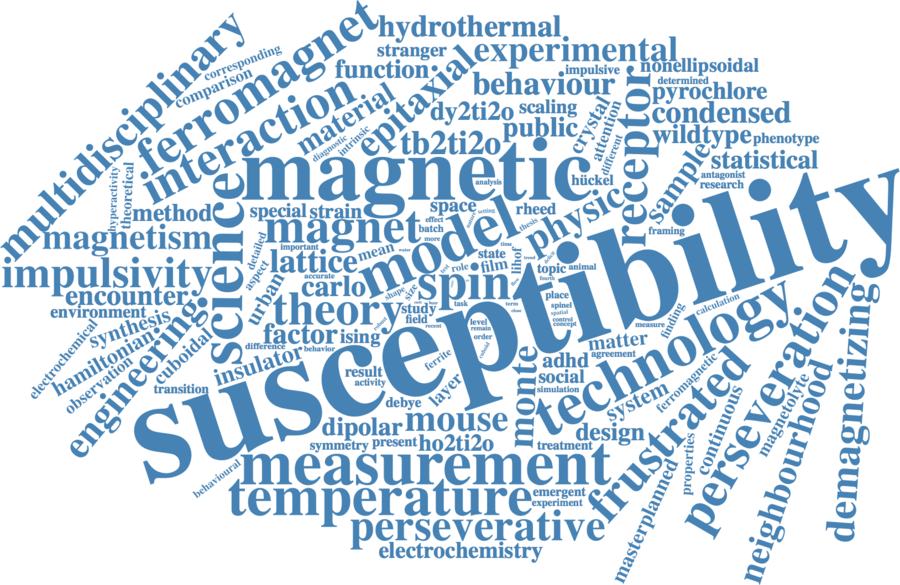 hydrothermal
stranger
experimental
corresponding
comparison
multidisciplinary
ferromagnet
function
epitaxial
impulsive
nonellipsoidal
determined
behaviour
pyrochlore
interaction
material
diagnostic
intrinsic
dy2ti2o
scaling
crystal
attention
different
receptor
condensed
public
wildtype
phenotype
tb2ti2o
sample
statistical
hyperactivity
theoretical
magnetic
analysis
hückel
antagonist
research
method
science
special
strain
space
rheed
physic
framing
magnetism
magnet
effect
batch
more
model
setting
thesis
susceptibility
detailed
aspect
important
mean
water
state
time
lattice
accurate
film
lihof
trend
topic
animal
fourth
impulsivity
urban
carlo
shape
size
test
role
spin
encounter
theory
study
field
recent
task
term
place
spinel
spatial
control
concept
environment
synthesis
engineering
factor
ising
level
remain
order
finding
calculation
measure
technology
perseveration
demagnetizing
electrochemical
hamiltonian
observation
cuboidal
difference
behavior
insulator
ferrite
cuboid
matter
agreement
adhd
transition
result
activity
layer
monte
social
simulation
system
ferromagnetic
frustrated
neighbourhood
debye
magnetolyte
continuous
properties
dipolar
mouse
design
symmetry
present
ho2ti2o
treatment
behavioural
measurement
masterplanned
temperature
emergent
experiment
perseverative
electrochemistry